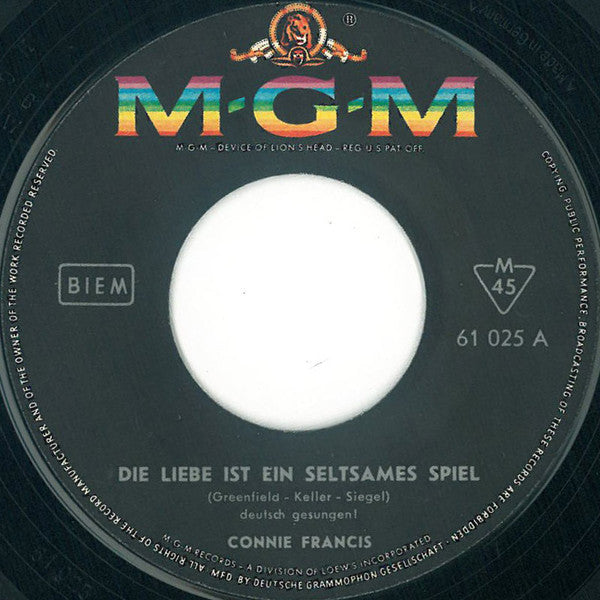 ®
M·G·M
M·G·M – DEVICE OF LION'S HEAD – REG U.S PAT. OFF.
BIEM
M
45
61 025 A
DIE LIEBE IST EIN SELTSAMES SPIEL
(Greenfield - Keller - Siegel)
deutsch gesungen!
CONNIE FRANCIS
M·G·M RECORDS - A DIVISION OF LOEW'S INCORPORATED
ALL RIGHTS OF THE RECORD MANUFACTURER AND OF THE OWNER OF THE WORK RECORDED RESERVED.
COPYING, PUBLIC PERFORMANCE, BROADCASTING OF THESE RECORDS ARE FORBIDDEN
MFD. BY DEUTSCHE GRAMMOPHON GESELLSCHAFT ·
Made in Germany